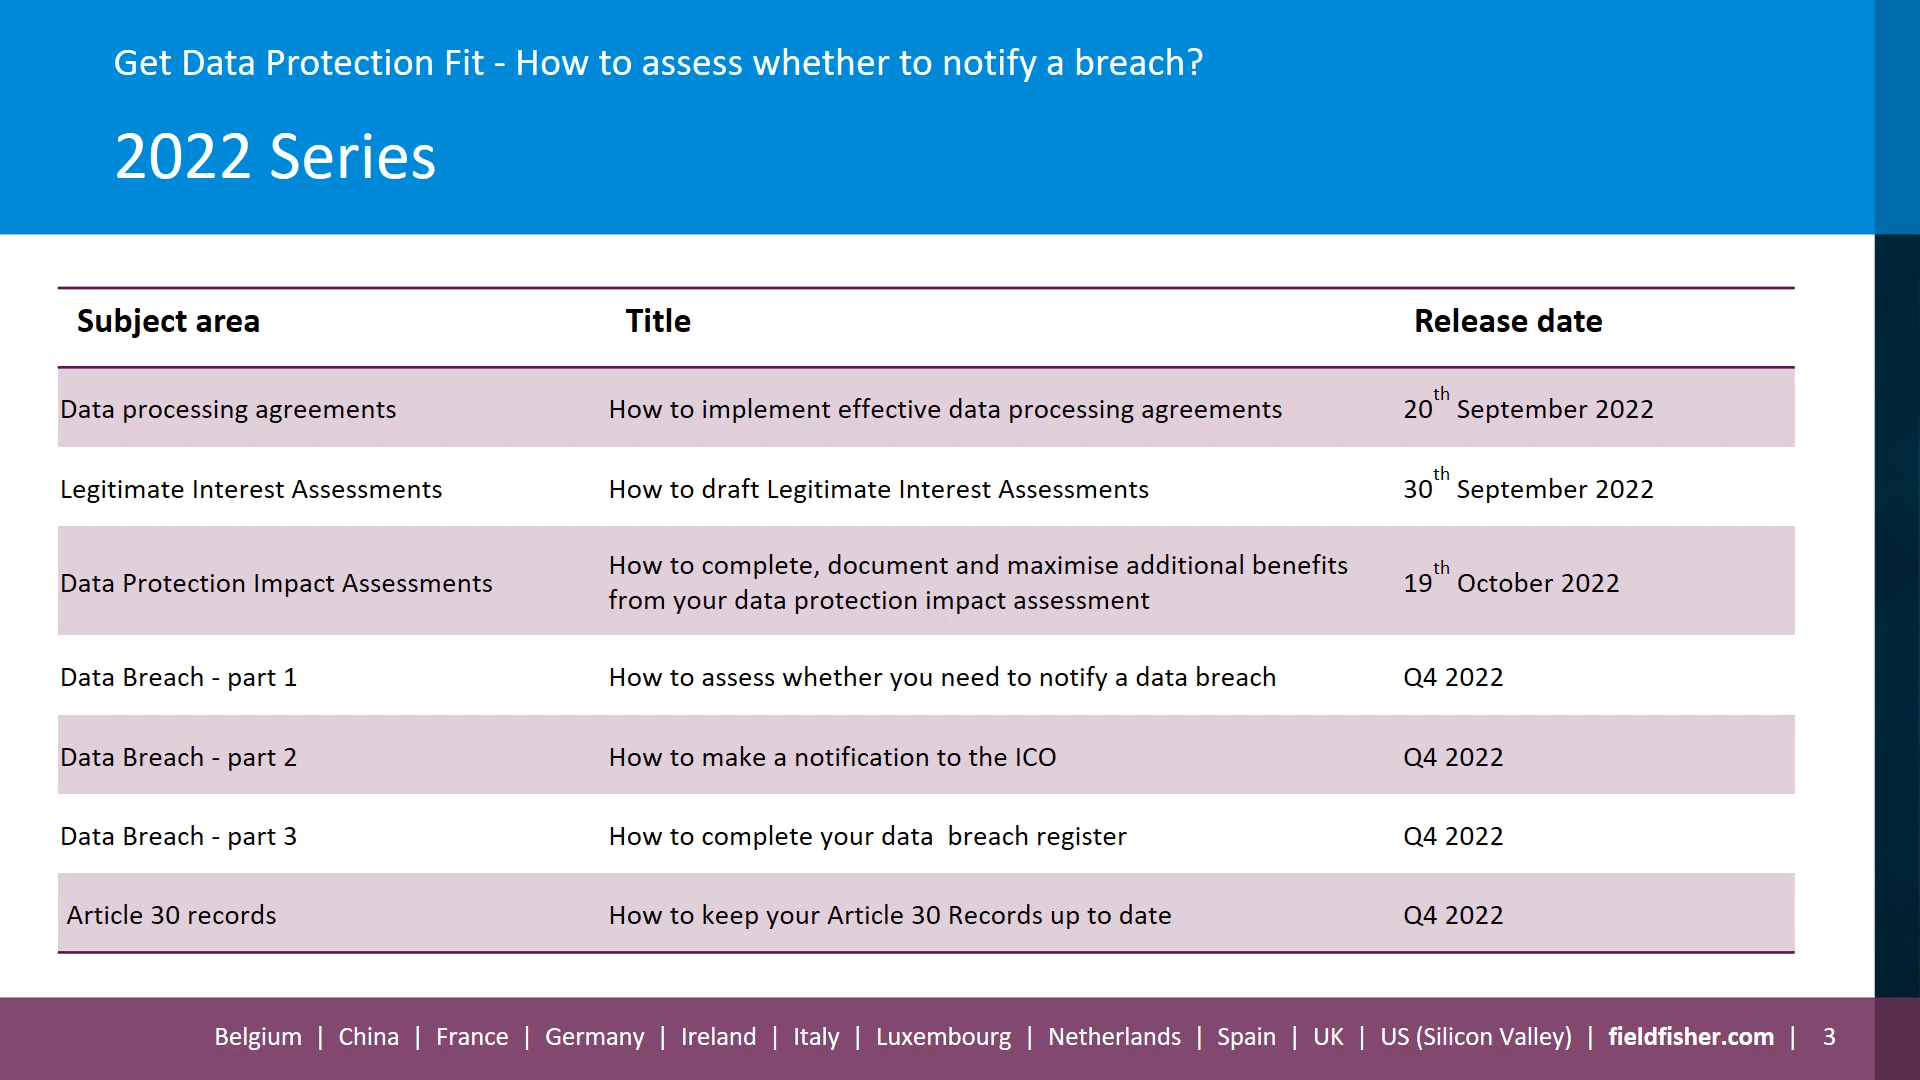 Get Data Protection Fit - How to assess whether to notify a breach?
2022 Series
Subject area Title Release date
Data processing agreements How to implement effective data processing agreements 20th September 2022
Legitimate Interest Assessments How to draft Legitimate Interest Assessments 30th September 2022
Data Protection Impact Assessments How to complete, document and maximise additional benefits
from your data protection impact assessment 19th October 2022
Data Breach - part 1 How to assess whether you need to notify a data breach Q4 2022
Data Breach - part 2 How to make a notification to the ICO Q4 2022
Data Breach - part 3 How to complete your data  breach register Q4 2022
Article 30 records How to keep your Article 30 Records up to date Q4 2022
Belgium | China | France | Germany | Ireland | Italy | Luxembourg | Netherlands | Spain | UK | US (Silicon Valley) | fieldfisher.com | 3